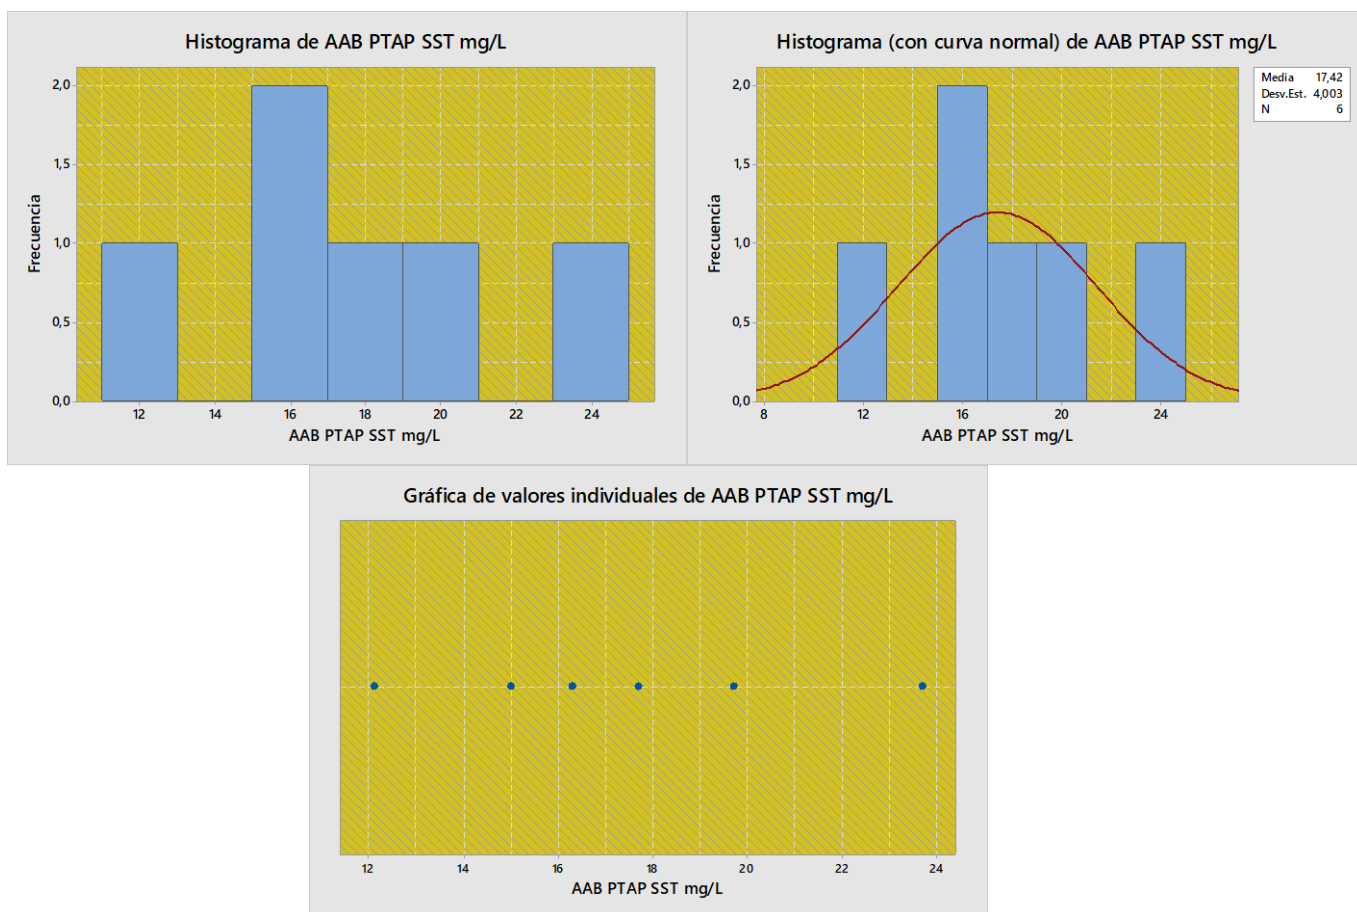 Histograma de AAB PTAP SST mg/L
2,0
1,5
1,0
0,5
0,0
Frecuencia
12 14 16 18 20 22 24
AAB PTAP SST mg/L
Histograma (con curva normal) de AAB PTAP SST mg/L
Media 17,42
Desv.Est. 4,003
N 6
2,0
1,5
1,0
0,5
0,0
Frecuencia
8 12 16 20 24
AAB PTAP SST mg/L
Gráfica de valores individuales de AAB PTAP SST mg/L
12 14 16 18 20 22 24
AAB PTAP SST mg/L